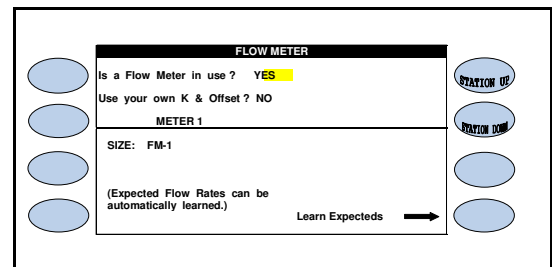 FLOW METER
Is a Flow Meter in use ? YES
STATION UP
Use your own K & Offset ? NO
METER 1
STATION DOWN
SIZE: FM-1
(Expected Flow Rates can be
automatically learned.)
Learn Expecteds